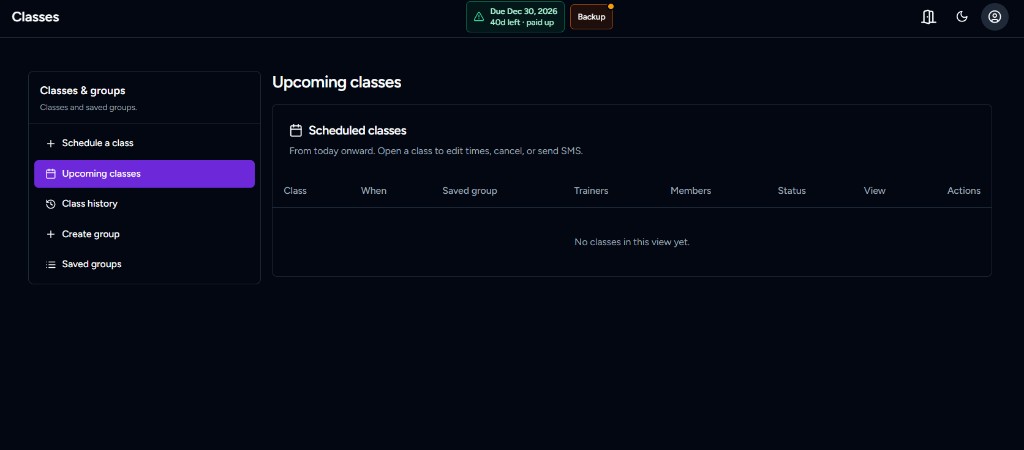 Classes
Due Dec 30, 2026
40d left · paid up
Backup
Classes & groups
Classes and saved groups.
Schedule a class
Upcoming classes
Class history
Create group
Saved groups
Upcoming classes
Scheduled classes
From today onward. Open a class to edit times, cancel, or send SMS.
Class When Saved group Trainers Members Status View Actions
No classes in this view yet.